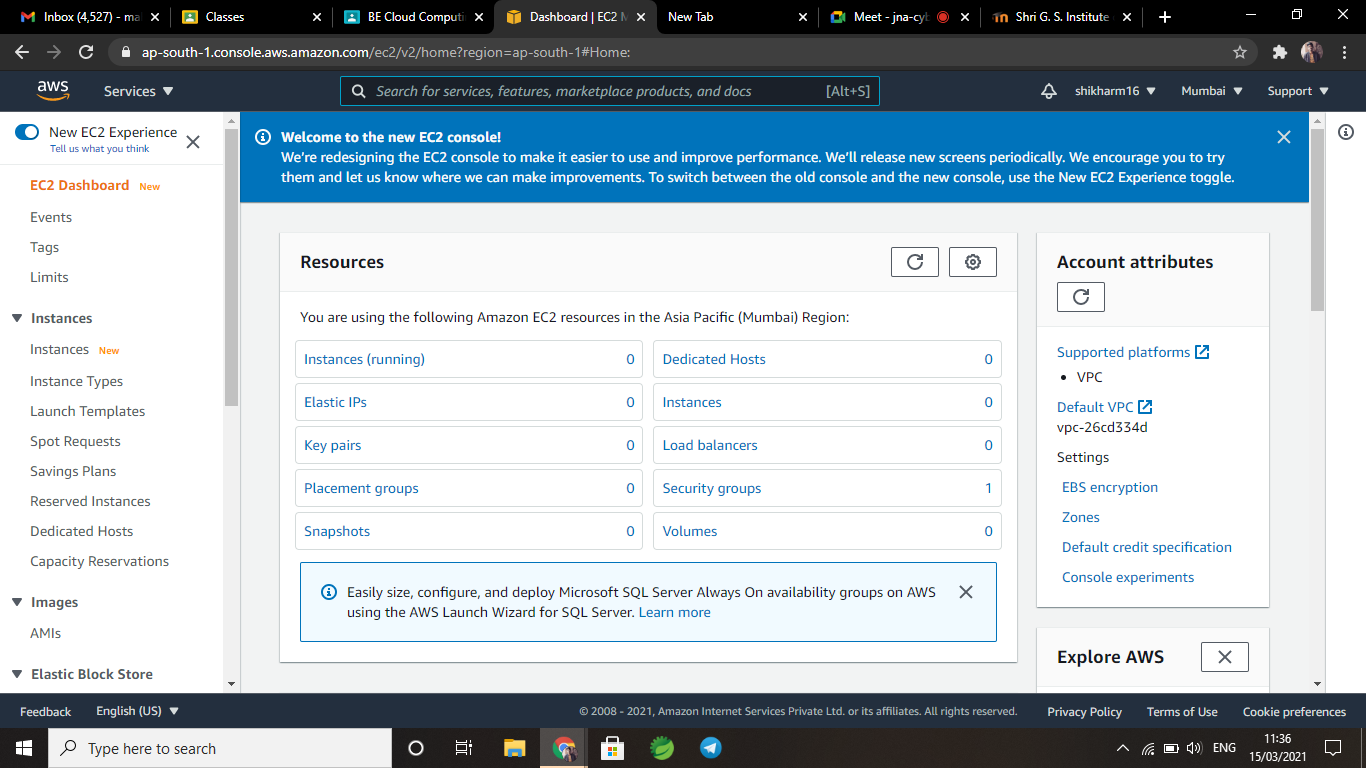 Inbox (4,527) - ma
Classes
BE Cloud Computi
Dashboard | EC2 M
New Tab
Meet - jna-cyb
Shri G. S. Institute
ap-south-1.console.aws.amazon.com/ec2/v2/home?region=ap-south-1#Home:
aws
Services
Search for services, features, marketplace products, and docs
[Alt+S]
shikharm16
Mumbai
Support
New EC2 Experience
Tell us what you think
EC2 Dashboard New
Events
Tags
Limits
Instances
Instances New
Instance Types
Launch Templates
Spot Requests
Savings Plans
Reserved Instances
Dedicated Hosts
Capacity Reservations
Images
AMIs
Elastic Block Store
Welcome to the new EC2 console!
We're redesigning the EC2 console to make it easier to use and improve performance. We'll release new screens periodically. We encourage you to try
them and let us know where we can make improvements. To switch between the old console and the new console, use the New EC2 Experience toggle.
Resources
You are using the following Amazon EC2 resources in the Asia Pacific (Mumbai) Region:
Instances (running) 0
Dedicated Hosts 0
Elastic IPs 0
Instances 0
Key pairs 0
Load balancers 0
Placement groups 0
Security groups 1
Snapshots 0
Volumes 0
Easily size, configure, and deploy Microsoft SQL Server Always On availability groups on AWS
using the AWS Launch Wizard for SQL Server. Learn more
Account attributes
Supported platforms
VPC
Default VPC
vpc-26cd334d
Settings
EBS encryption
Zones
Default credit specification
Console experiments
Explore AWS
Feedback
English (US)
© 2008 - 2021, Amazon Internet Services Private Ltd. or its affiliates. All rights reserved.
Privacy Policy
Terms of Use
Cookie preferences
Type here to search
ENG
11:36
15/03/2021